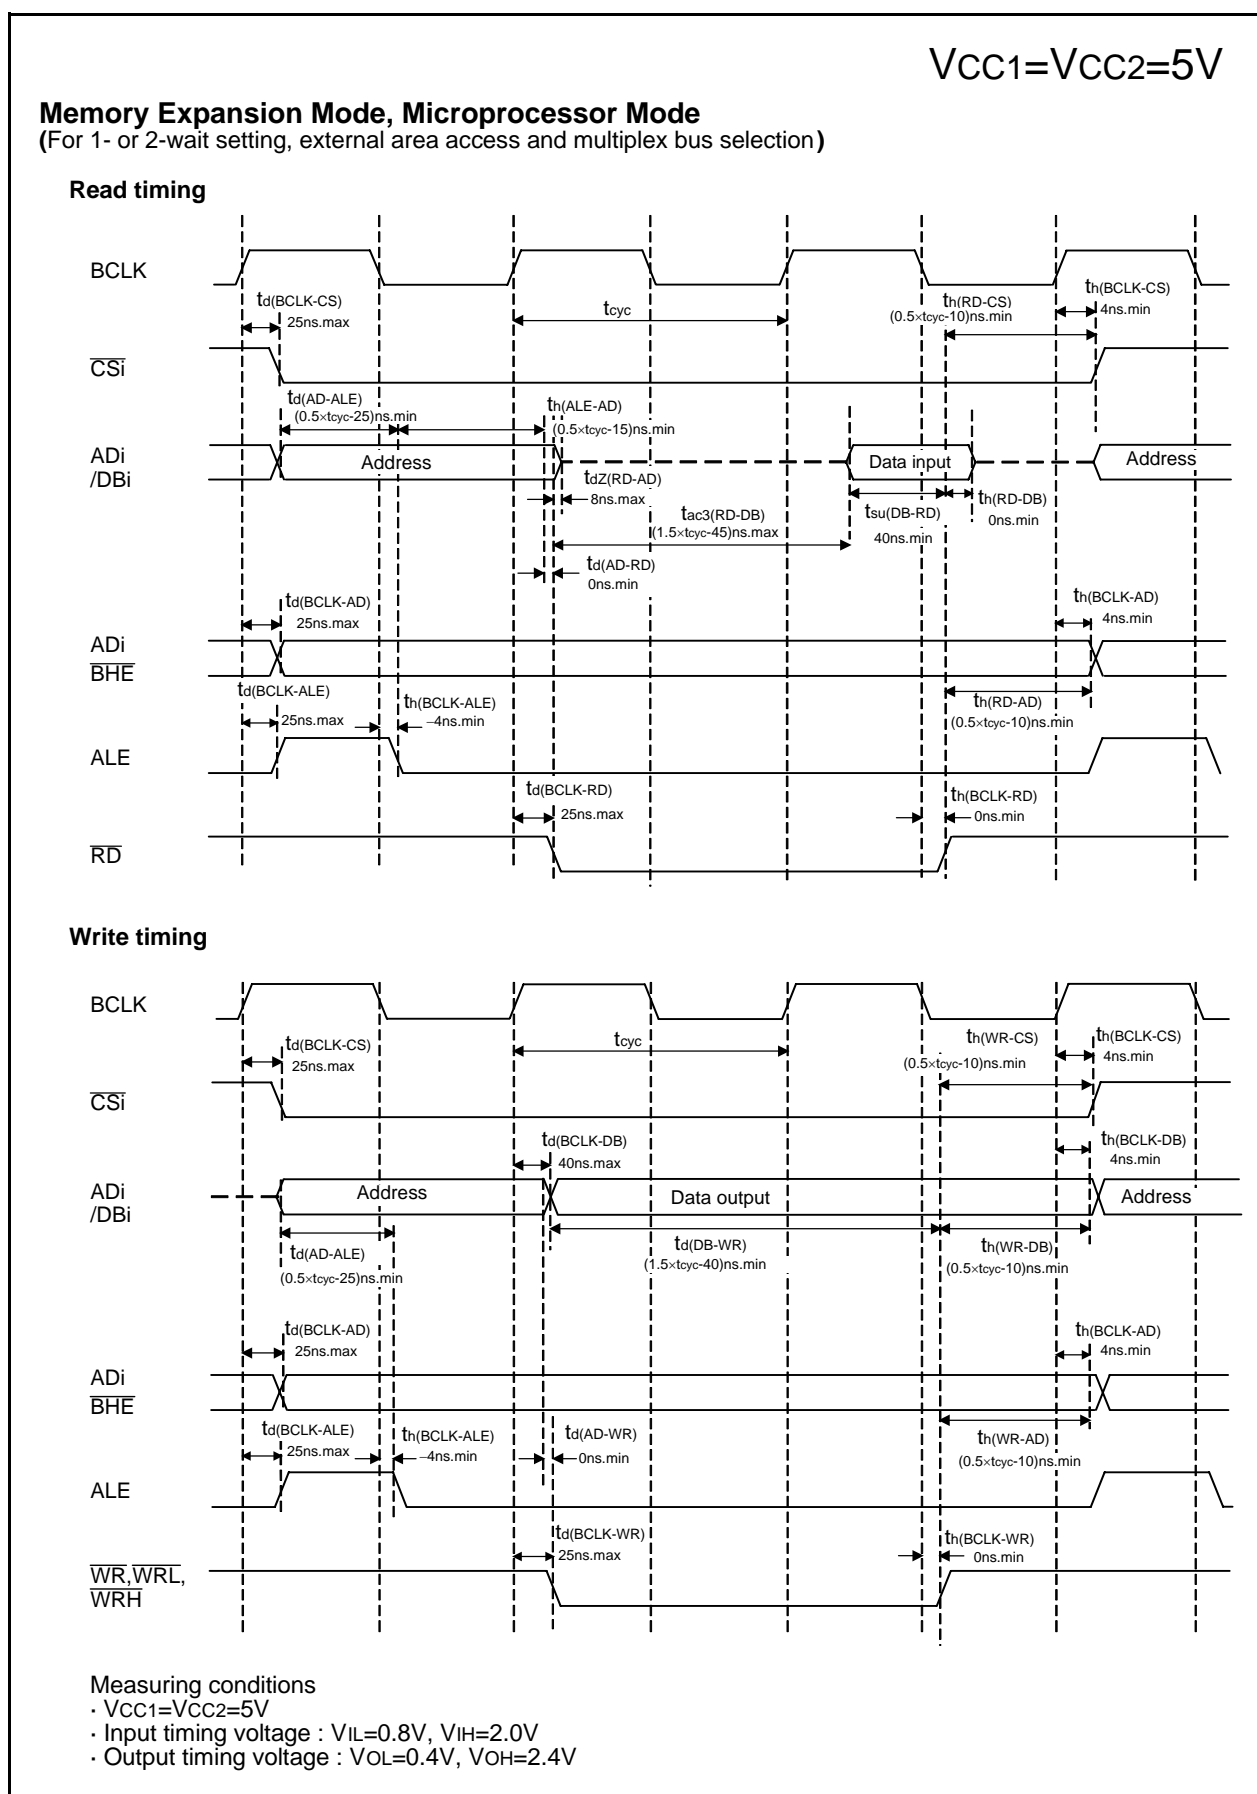 VCC1=VCC2=5V
Memory Expansion Mode, Microprocessor Mode
(For 1- or 2-wait setting, external area access and multiplex bus selection)
Read timing
BCLK
td(BCLK-CS)
25ns.max
tcyc
th(RD-CS)
(0.5×tcyc-10)ns.min
th(BCLK-CS)
4ns.min
CSi
td(AD-ALE)
(0.5×tcyc-25)ns.min
th(ALE-AD)
(0.5×tcyc-15)ns.min
ADi
/DBi
Address
Data input
Address
tdZ(RD-AD)
8ns.max
tac3(RD-DB)
(1.5×tcyc-45)ns.max
tsu(DB-RD)
40ns.min
th(RD-DB)
0ns.min
td(AD-RD)
0ns.min
td(BCLK-AD)
25ns.max
th(BCLK-AD)
4ns.min
ADi
BHE
td(BCLK-ALE)
25ns.max
th(BCLK-ALE)
–4ns.min
th(RD-AD)
(0.5×tcyc-10)ns.min
ALE
td(BCLK-RD)
25ns.max
th(BCLK-RD)
0ns.min
RD
Write timing
BCLK
td(BCLK-CS)
25ns.max
tcyc
th(WR-CS)
(0.5×tcyc-10)ns.min
th(BCLK-CS)
4ns.min
CSi
td(BCLK-DB)
40ns.max
th(BCLK-DB)
4ns.min
ADi
/DBi
Address
Data output
Address
td(AD-ALE)
(0.5×tcyc-25)ns.min
td(DB-WR)
(1.5×tcyc-40)ns.min
th(WR-DB)
(0.5×tcyc-10)ns.min
td(BCLK-AD)
25ns.max
th(BCLK-AD)
4ns.min
ADi
BHE
td(BCLK-ALE)
25ns.max
th(BCLK-ALE)
–4ns.min
td(AD-WR)
0ns.min
th(WR-AD)
(0.5×tcyc-10)ns.min
ALE
td(BCLK-WR)
25ns.max
th(BCLK-WR)
0ns.min
WR,WRL,
WRH
Measuring conditions
· VCC1=VCC2=5V
· Input timing voltage : VIL=0.8V, VIH=2.0V
· Output timing voltage : VOL=0.4V, VOH=2.4V